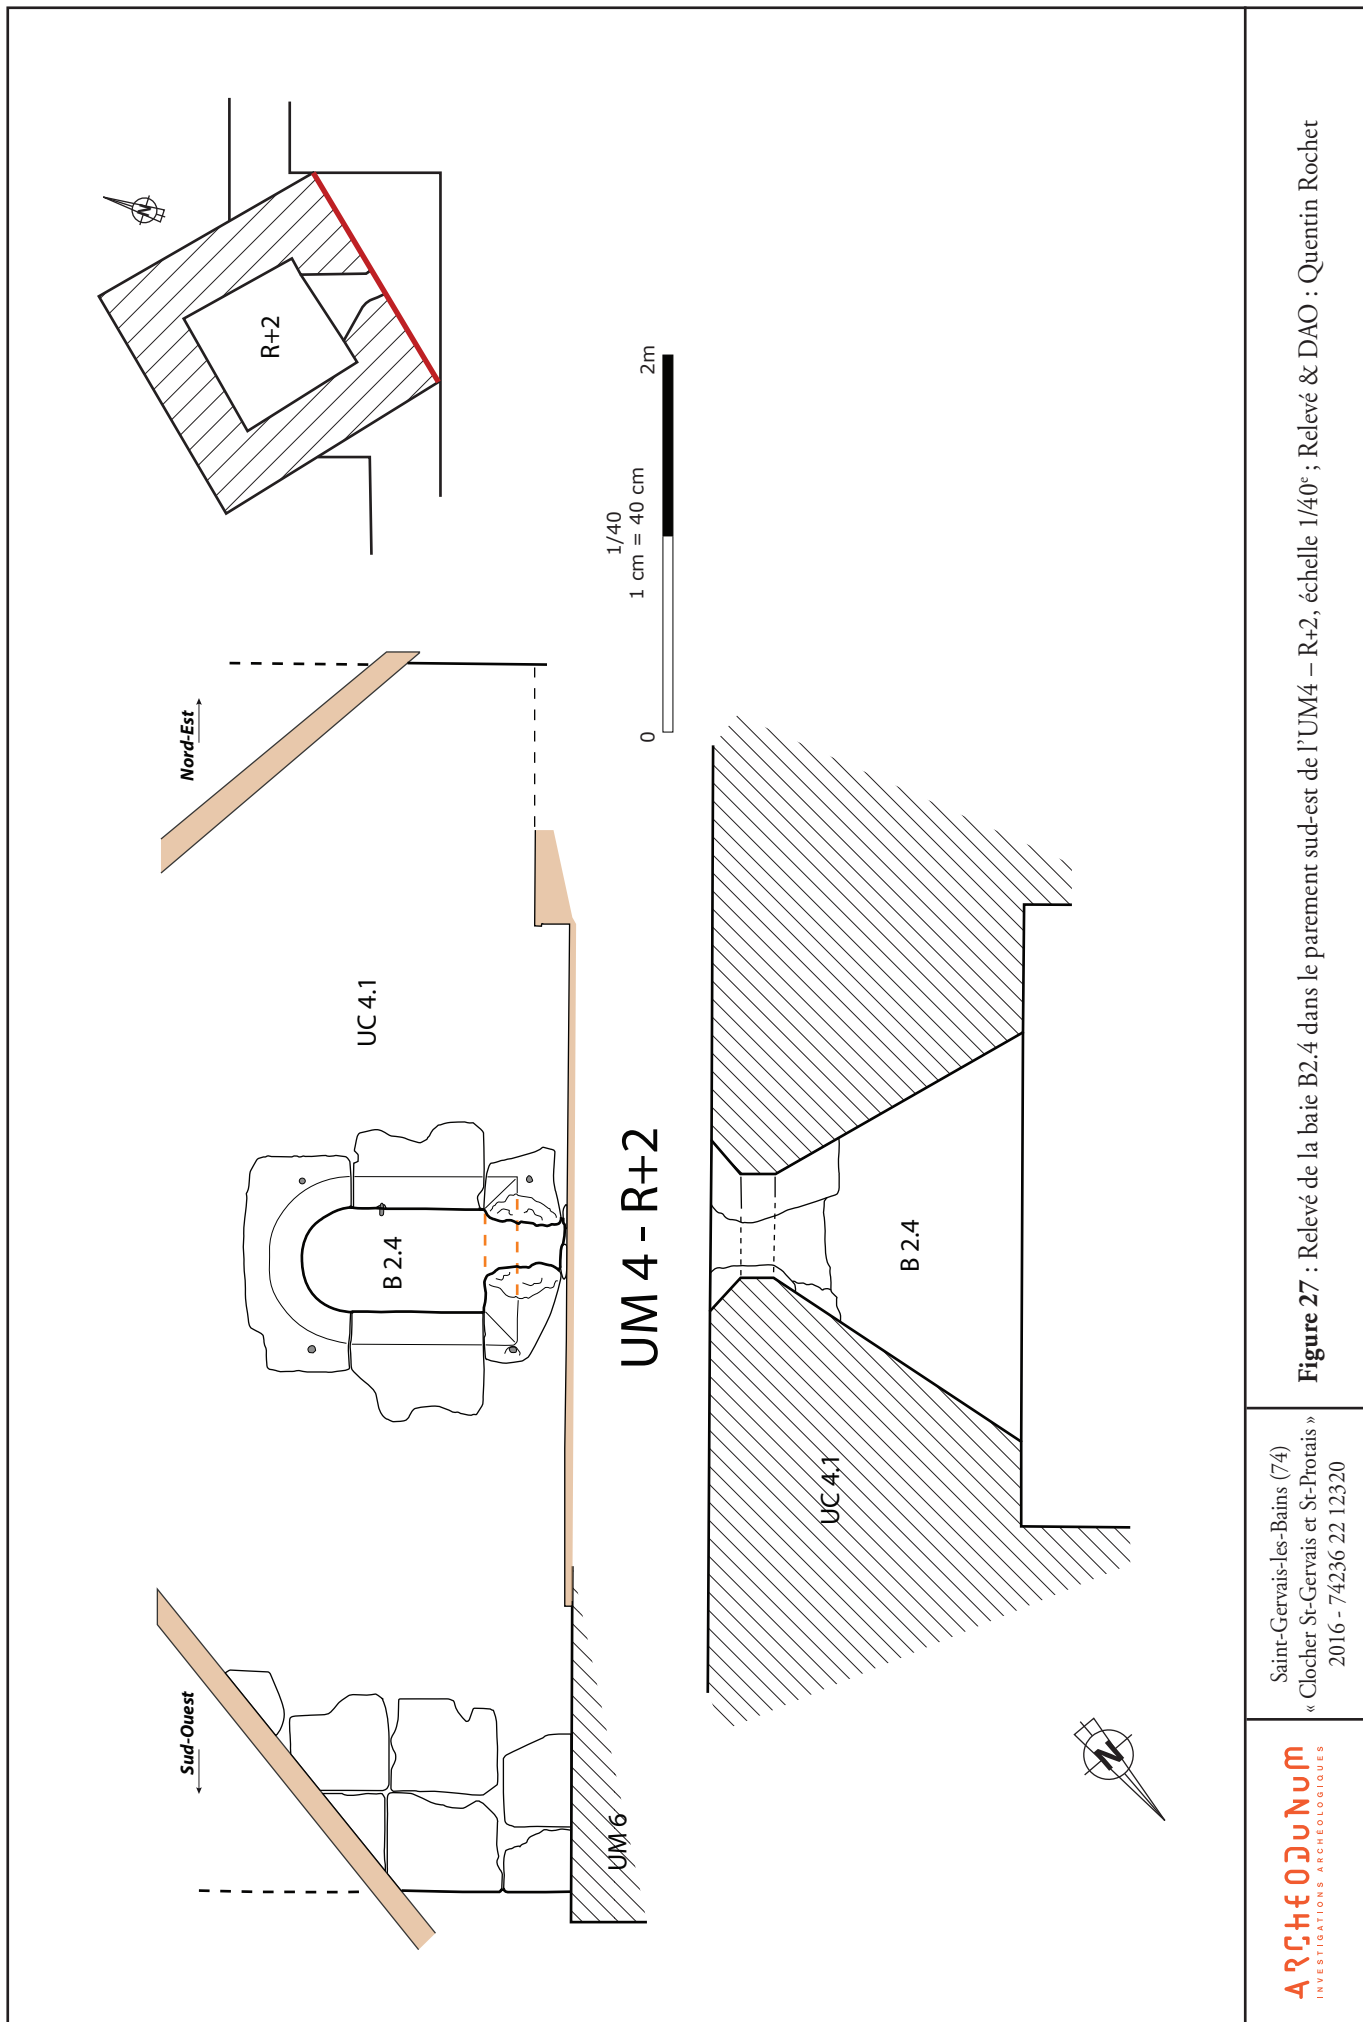 Sud-Ouest
Nord-Est
N
R+2
B 2.4
UC 4.1
UM 6
UM 4 - R+2
1/40
1 cm = 40 cm
0
2m
UC 4.1
B 2.4
N
ARCHEODUNUM
INVESTIGATIONS ARCHÉOLOGIQUES
Saint-Gervais-les-Bains (74)
« Clocher St-Gervais et St-Protais »
2016 - 74236 22 12320
Figure 27 : Relevé de la baie B2.4 dans le parement sud-est de l'UM4 – R+2, échelle 1/40e ; Relevé & DAO : Quentin Rochet